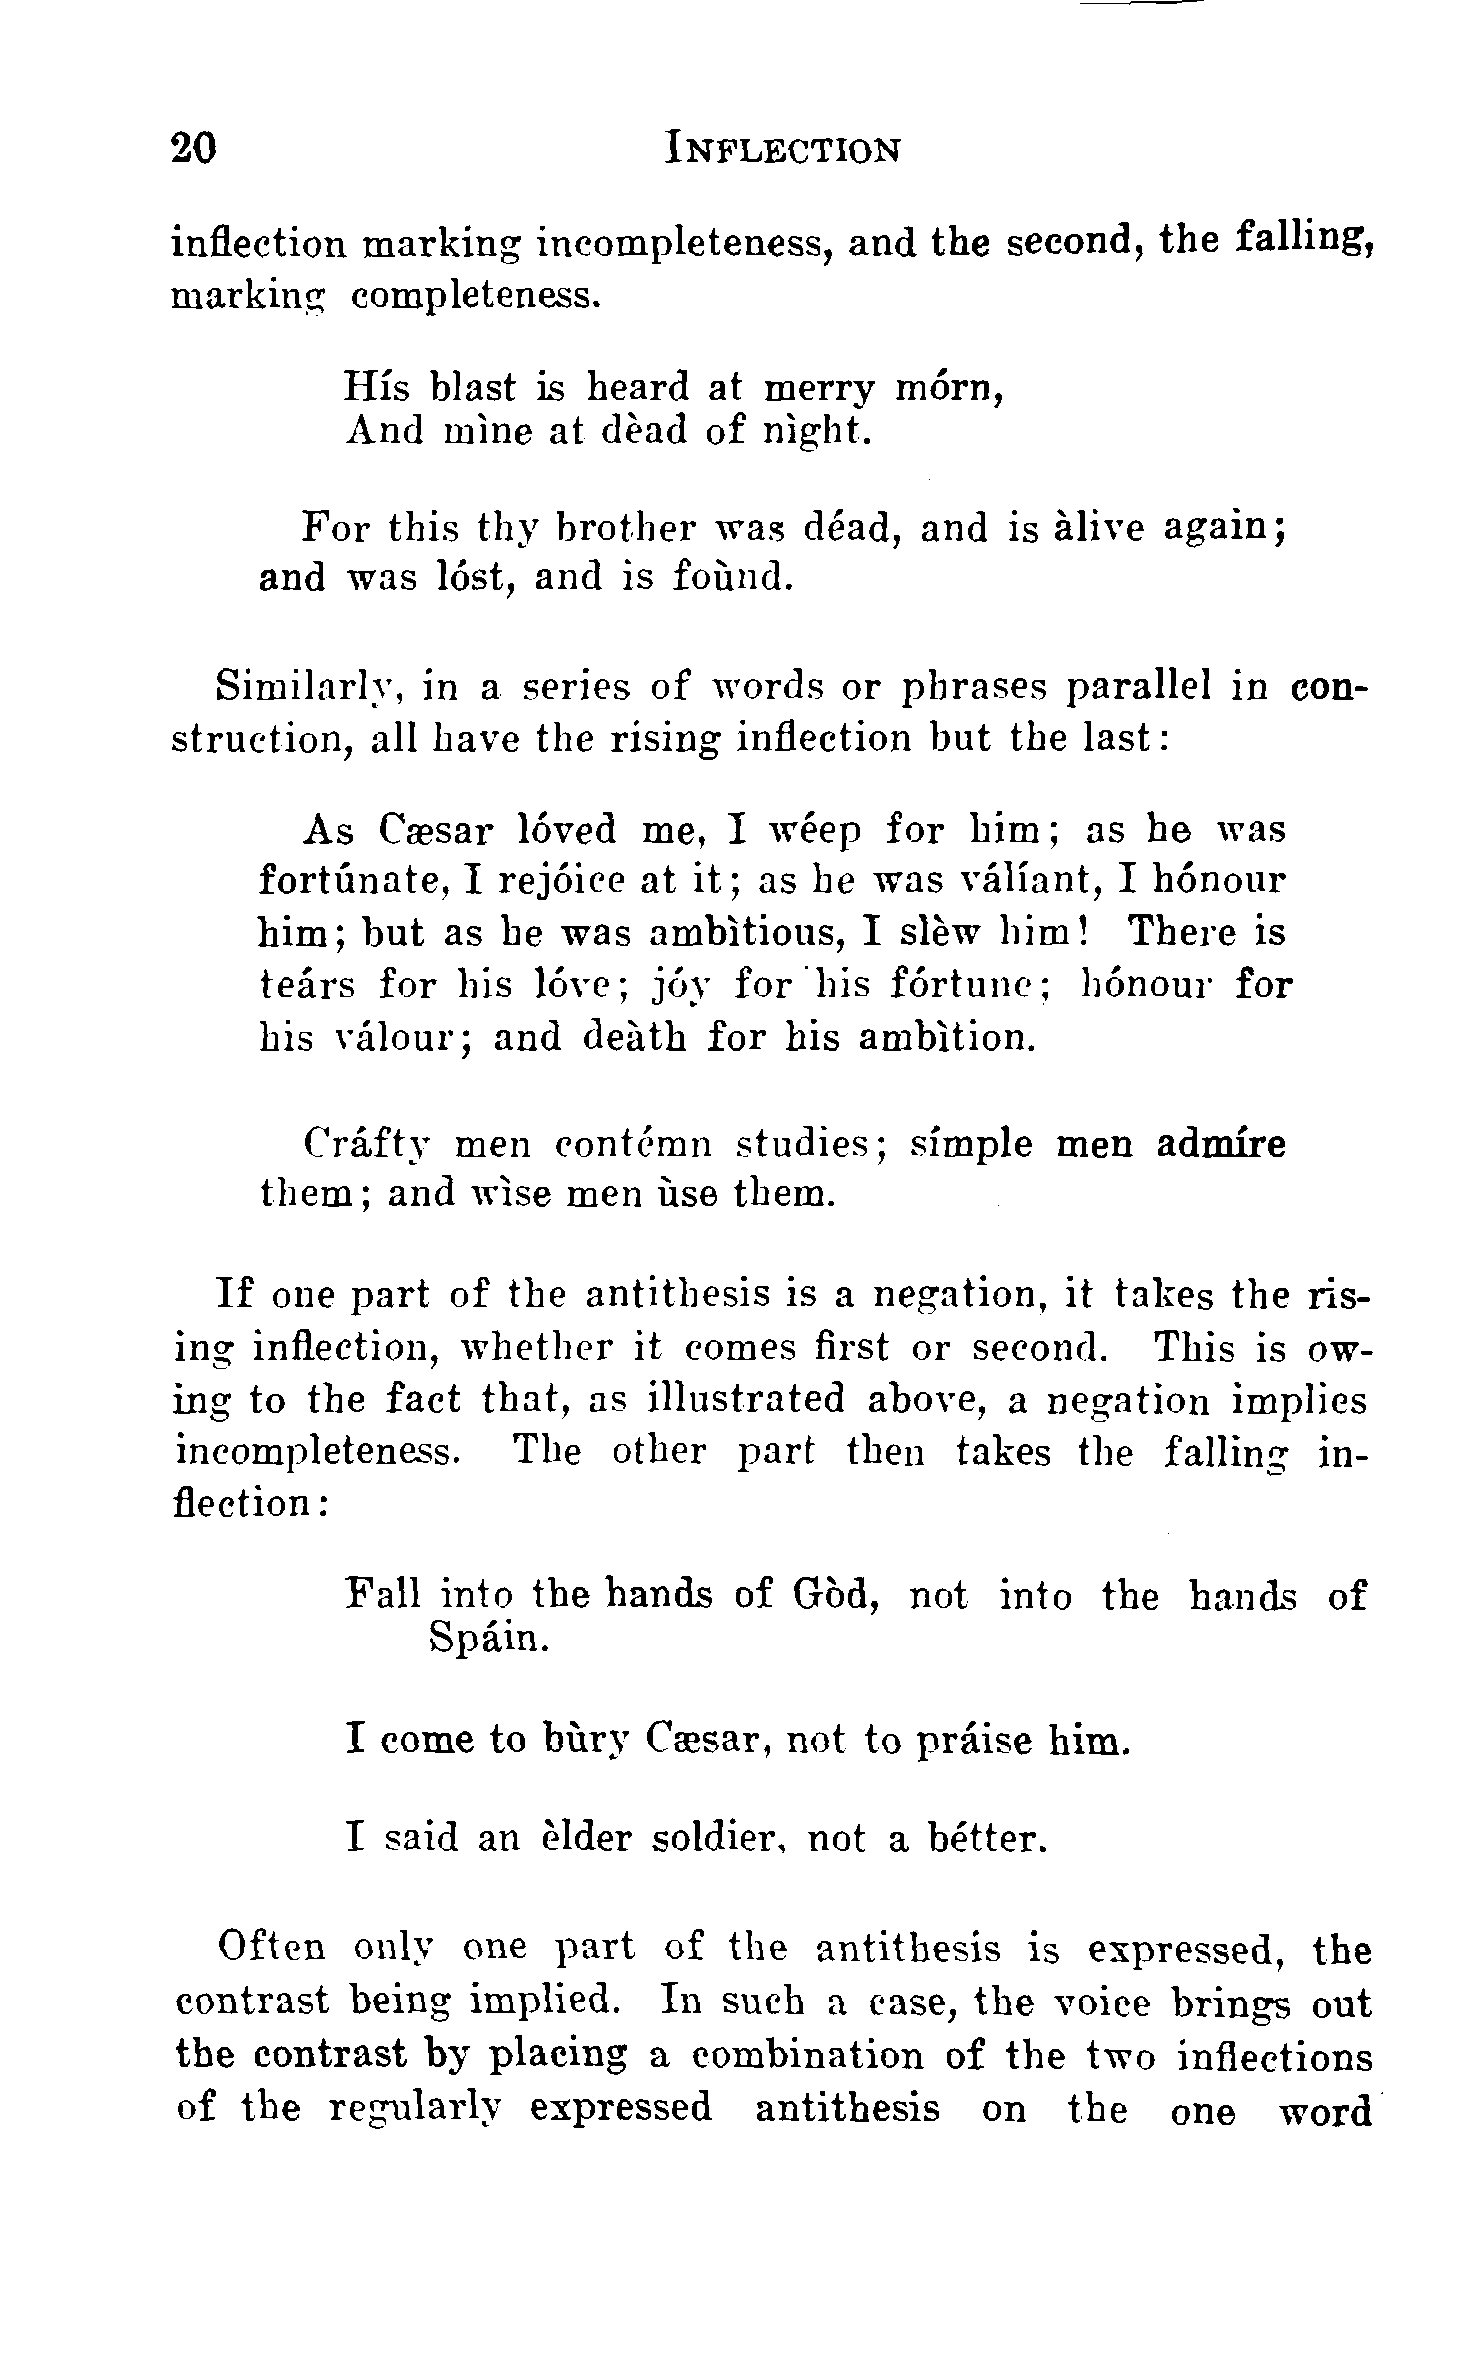 20 INFLECTION
inflection marking incompleteness, and the second, the falling,
marking completeness.
Hís blast is heard at merry mórn,
And mìne at dèad of nìght.
For this thy brother was déad, and is àlive again;
and was lóst, and is foùnd.
Similarly, in a series of words or phrases parallel in con-
struction, all have the rising inflection but the last:
As Cæsar lóved me, I wéep for him; as he was
fortúnate, I rejóice at it; as he was válíant, I hónour
him; but as he was ambìtious, I slèw him! There is
teárs for his lóve; jóy for his fórtune; hónour for
his válour; and deàth for his ambìtion.
Cráfty men contémn studies; símple men admíre
them; and wìse men ùse them.
If one part of the antithesis is a negation, it takes the ris-
ing inflection, whether it comes first or second. This is ow-
ing to the fact that, as illustrated above, a negation implies
incompleteness. The other part then takes the falling in-
flection:
Fall into the hands of Gòd, not into the hands of
Spáin.
I come to bùry Cæsar, not to práise him.
I said an èlder soldier, not a bétter.
Often only one part of the antithesis is expressed, the
contrast being implied. In such a case, the voice brings out
the contrast by placing a combination of the two inflections
of the regularly expressed antithesis on the one word